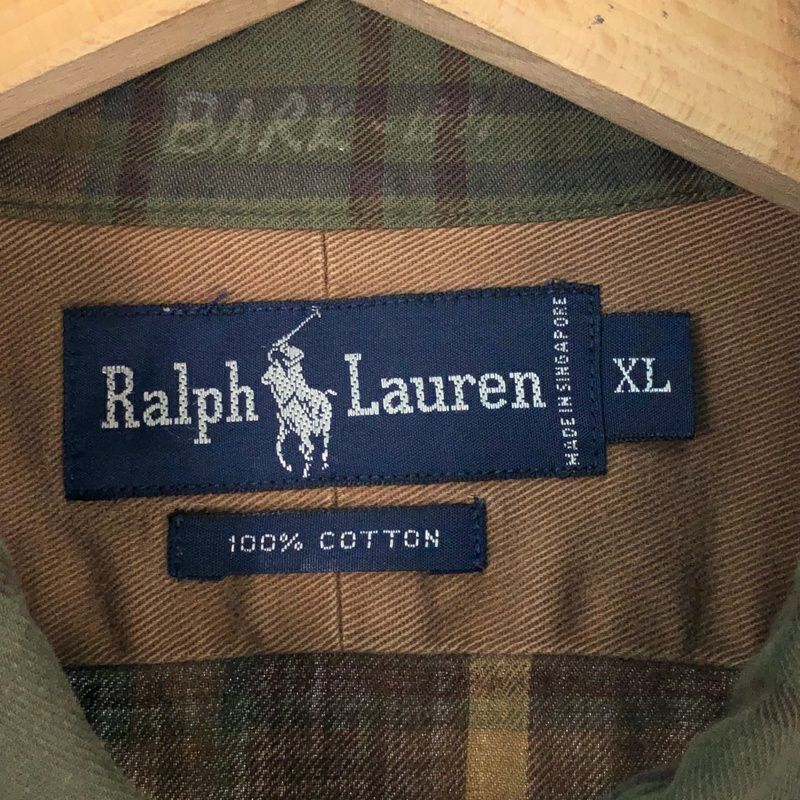 Ralph Lauren
MADE IN SINGAPORE
XL
100% COTTON